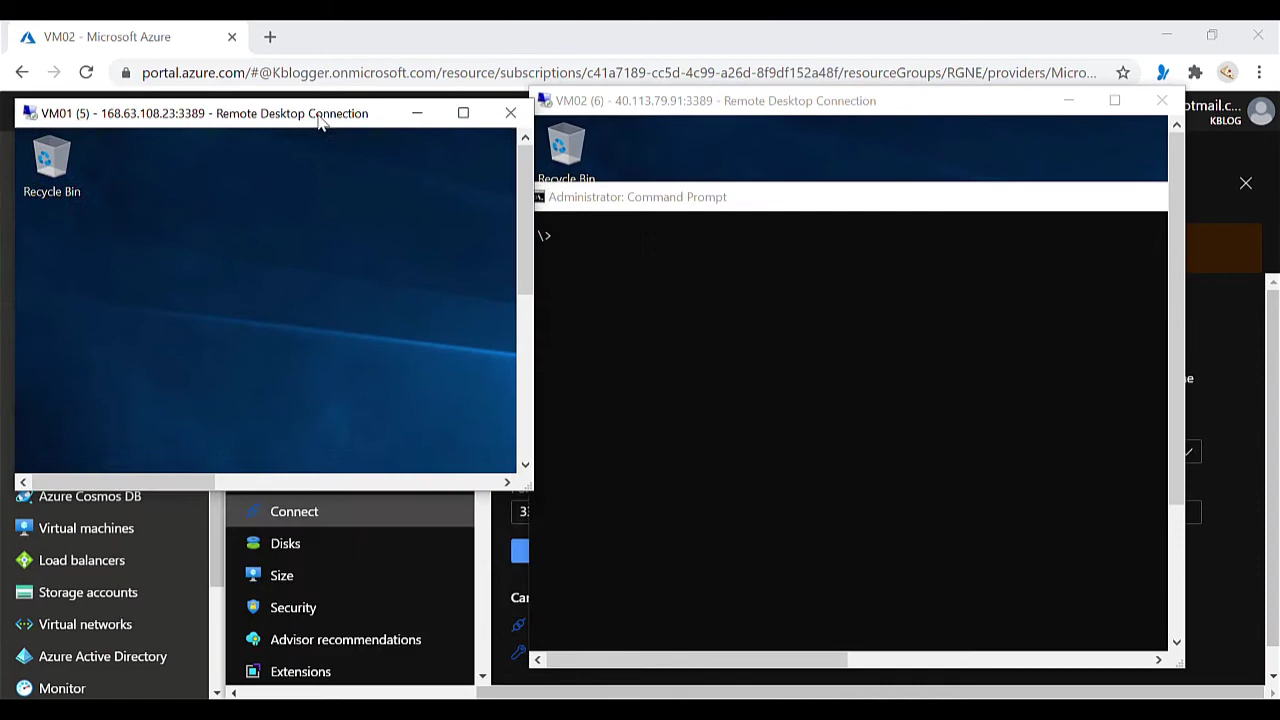 VM02 - Microsoft Azure
portal.azure.com/#@Kblogger.onmicrosoft.com/resource/subscriptions/c41a7189-cc5d-4c99-a26d-8f9df152a48f/resourceGroups/RGNE/providers/Micro...
VM01 (5) - 168.63.108.23:3389 - Remote Desktop Connection
VM02 (6) - 40.113.79.91:3389 - Remote Desktop Connection
otmail.c...
KBLOG
Recycle Bin
Recycle Bin
Administrator: Command Prompt
\>
Azure Cosmos DB
Virtual machines
Load balancers
Storage accounts
Virtual networks
Azure Active Directory
Monitor
Connect
Disks
Size
Security
Advisor recommendations
Extensions
33
Can